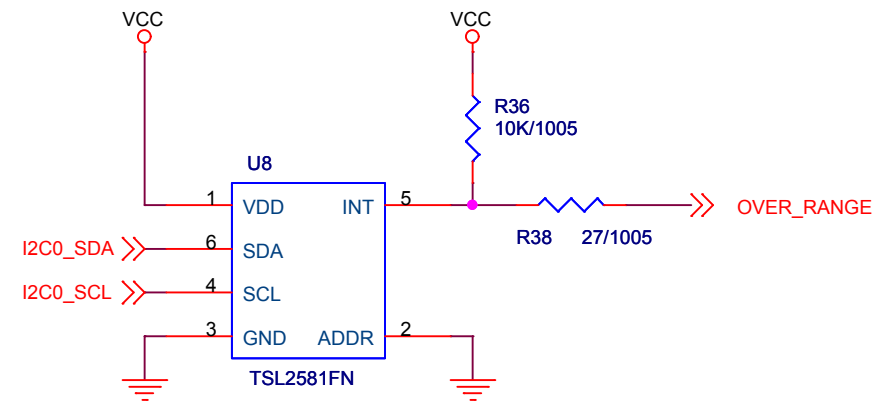 VCC
VCC
R36
10K/1005
U8
1
VDD
INT
5
OVER_RANGE
R38
27/1005
I2C0_SDA
6
SDA
I2C0_SCL
4
SCL
3
GND
ADDR
2
TSL2581FN